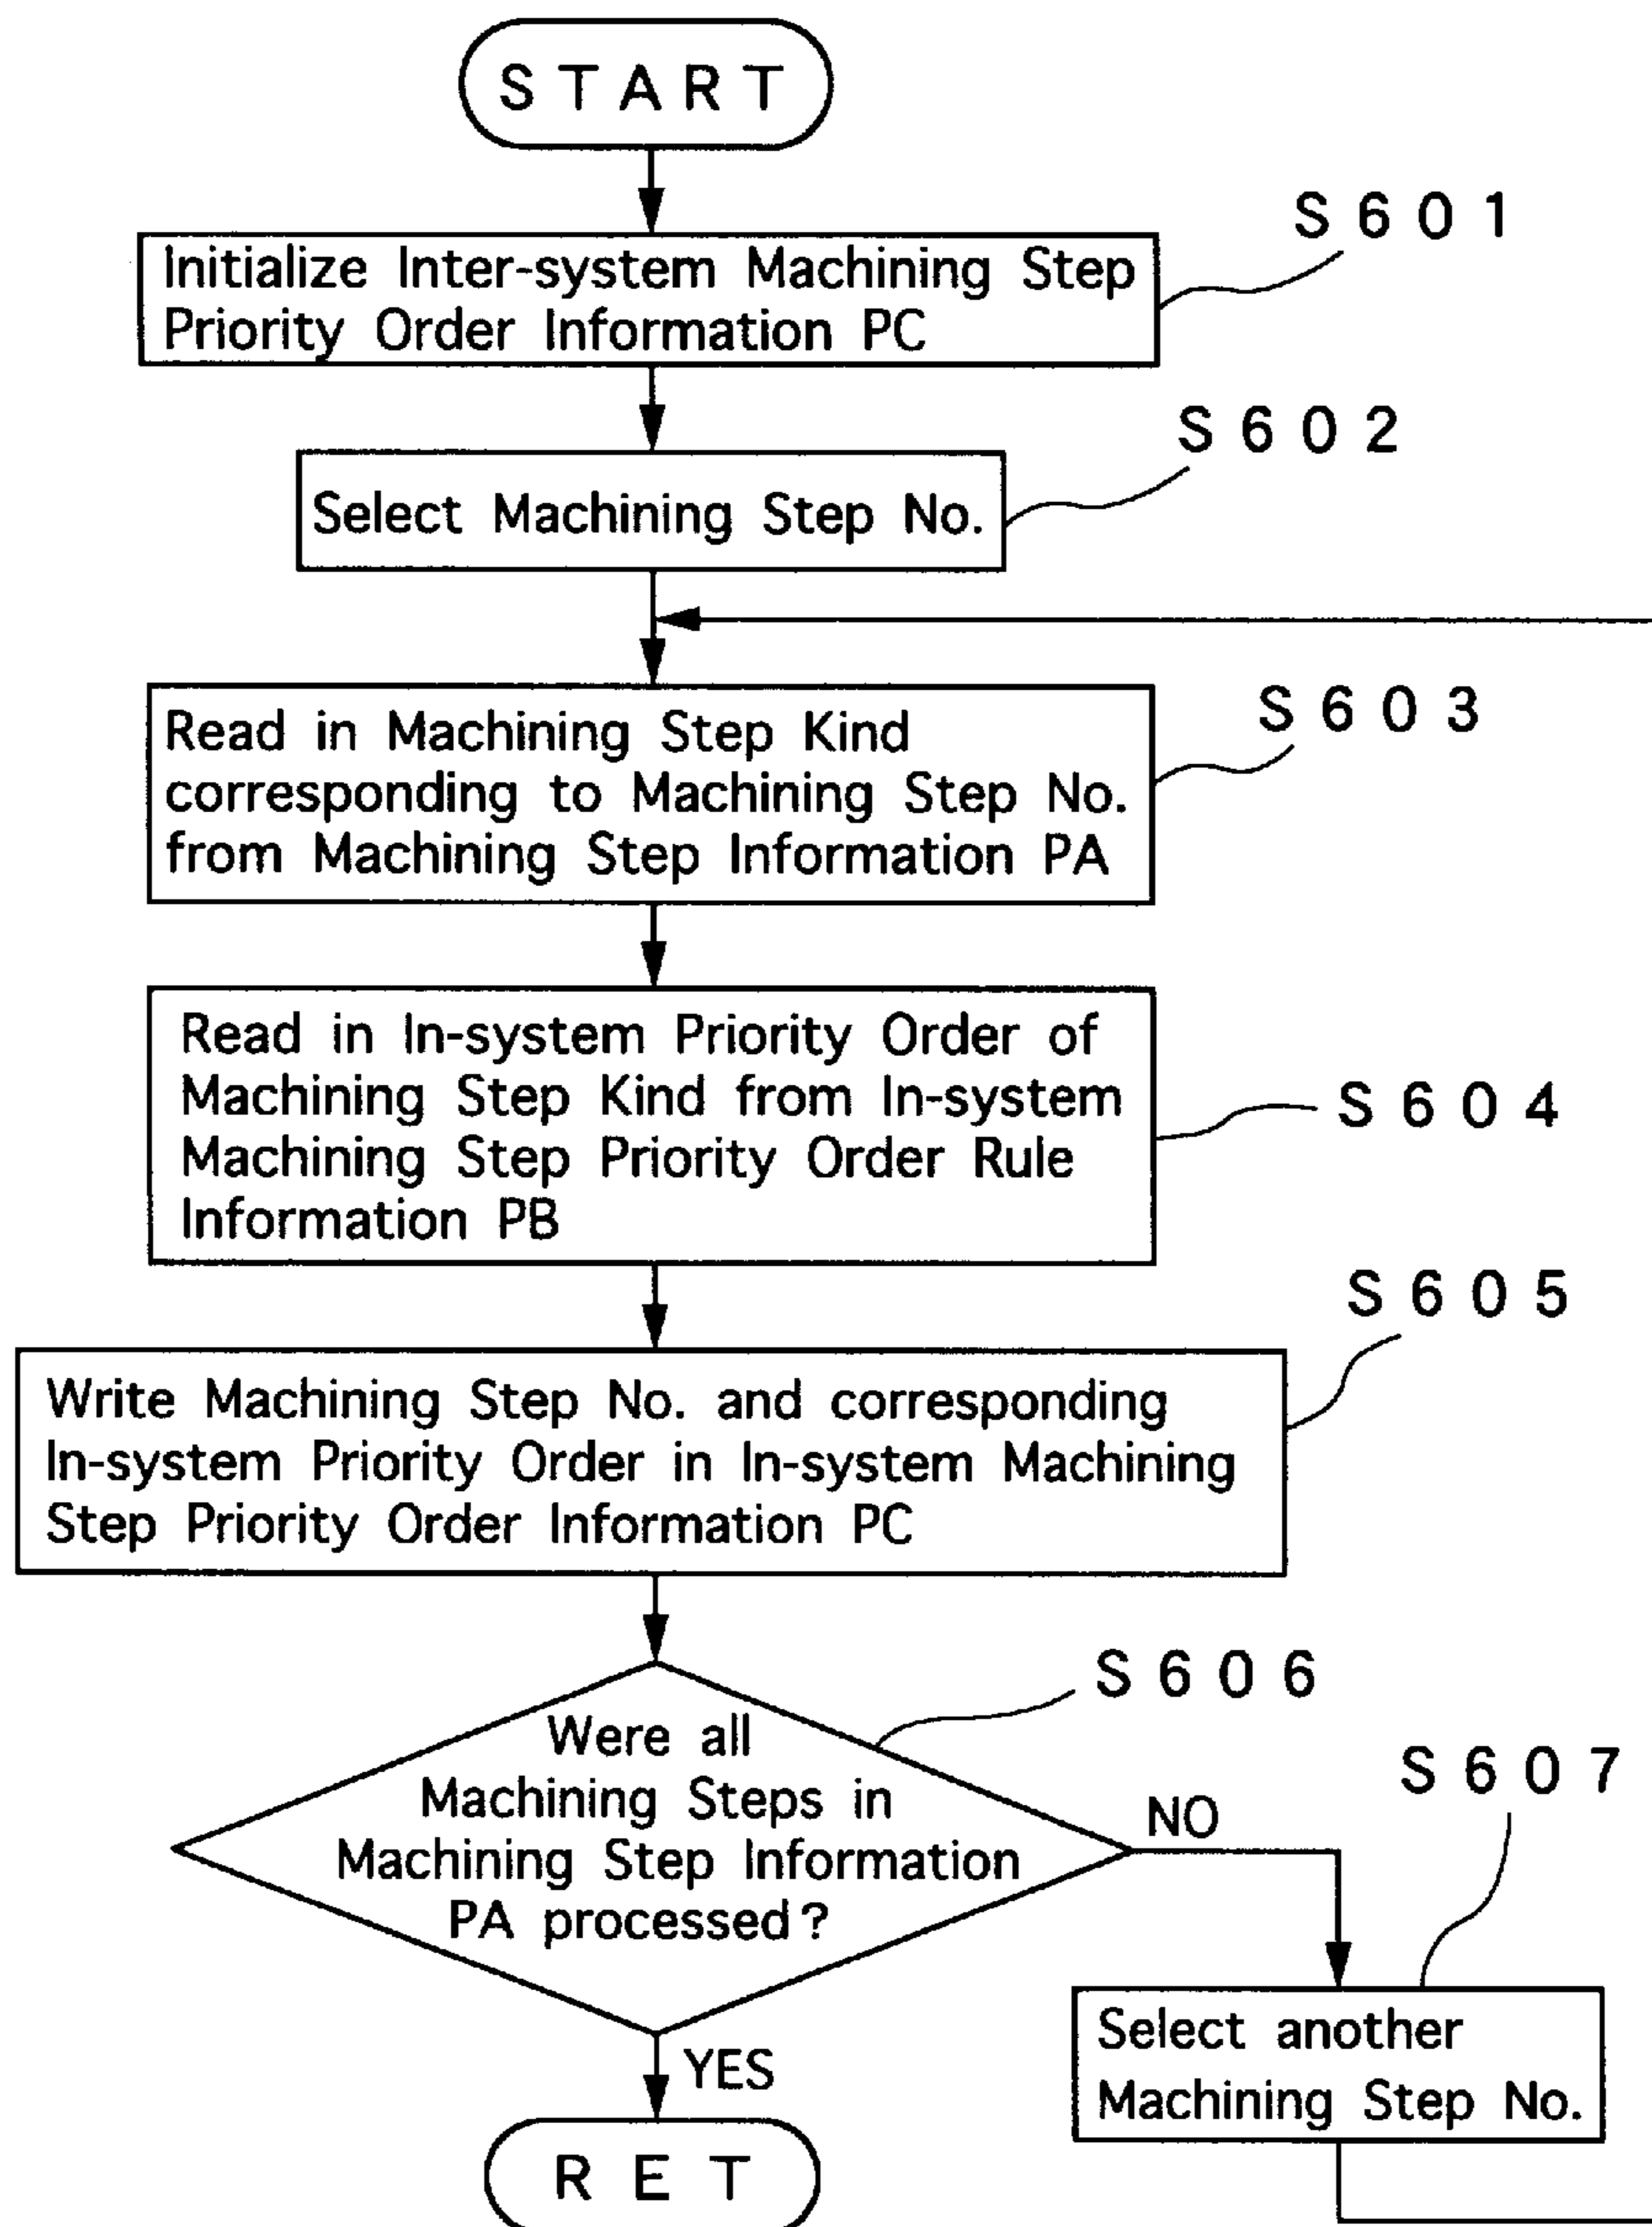 START
S601
Initialize Inter-system Machining Step
Priority Order Information PC
S602
Select Machining Step No.
S603
Read in Machining Step Kind
corresponding to Machining Step No.
from Machining Step Information PA
Read in In-system Priority Order of
Machining Step Kind from In-system
Machining Step Priority Order Rule
Information PB
S604
S605
Write Machining Step No. and corresponding
In-system Priority Order in In-system Machining
Step Priority Order Information PC
S606
Were all
Machining Steps in
Machining Step Information
PA processed?
S607
NO
Select another
Machining Step No.
YES
RET